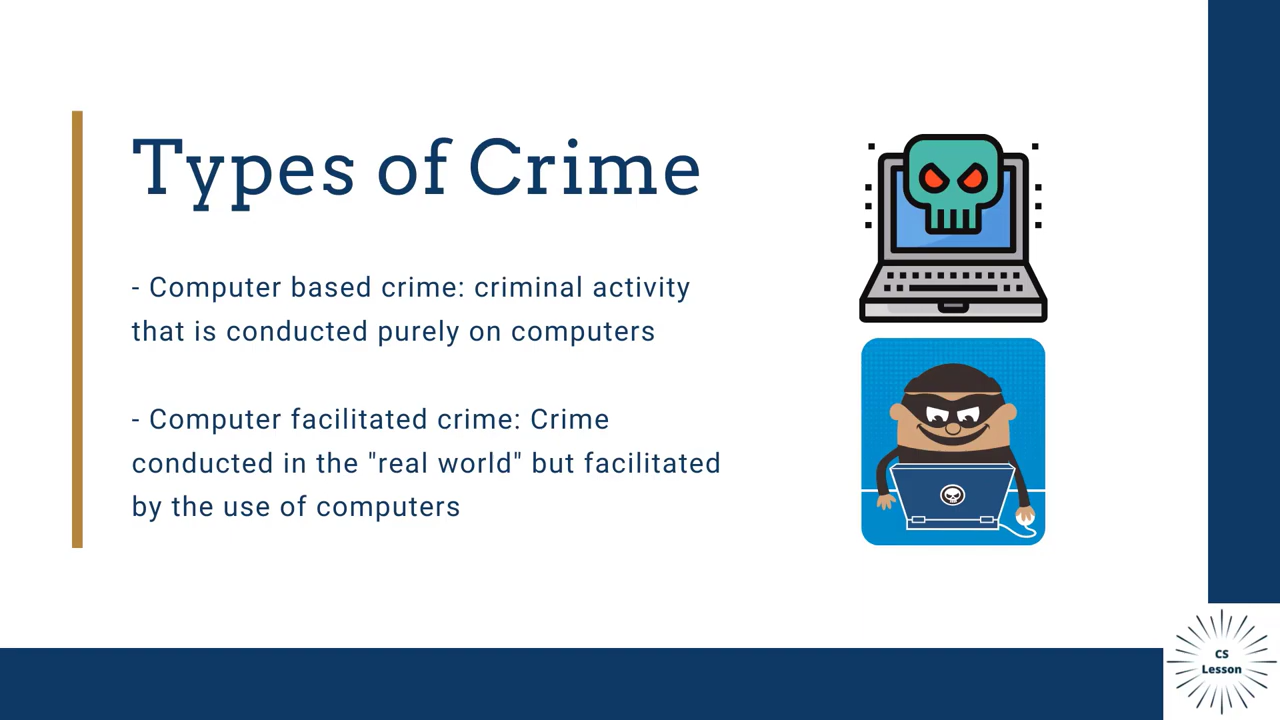 Types of Crime
- Computer based crime: criminal activity
that is conducted purely on computers
- Computer facilitated crime: Crime
conducted in the "real world" but facilitated
by the use of computers
CS
Lesson